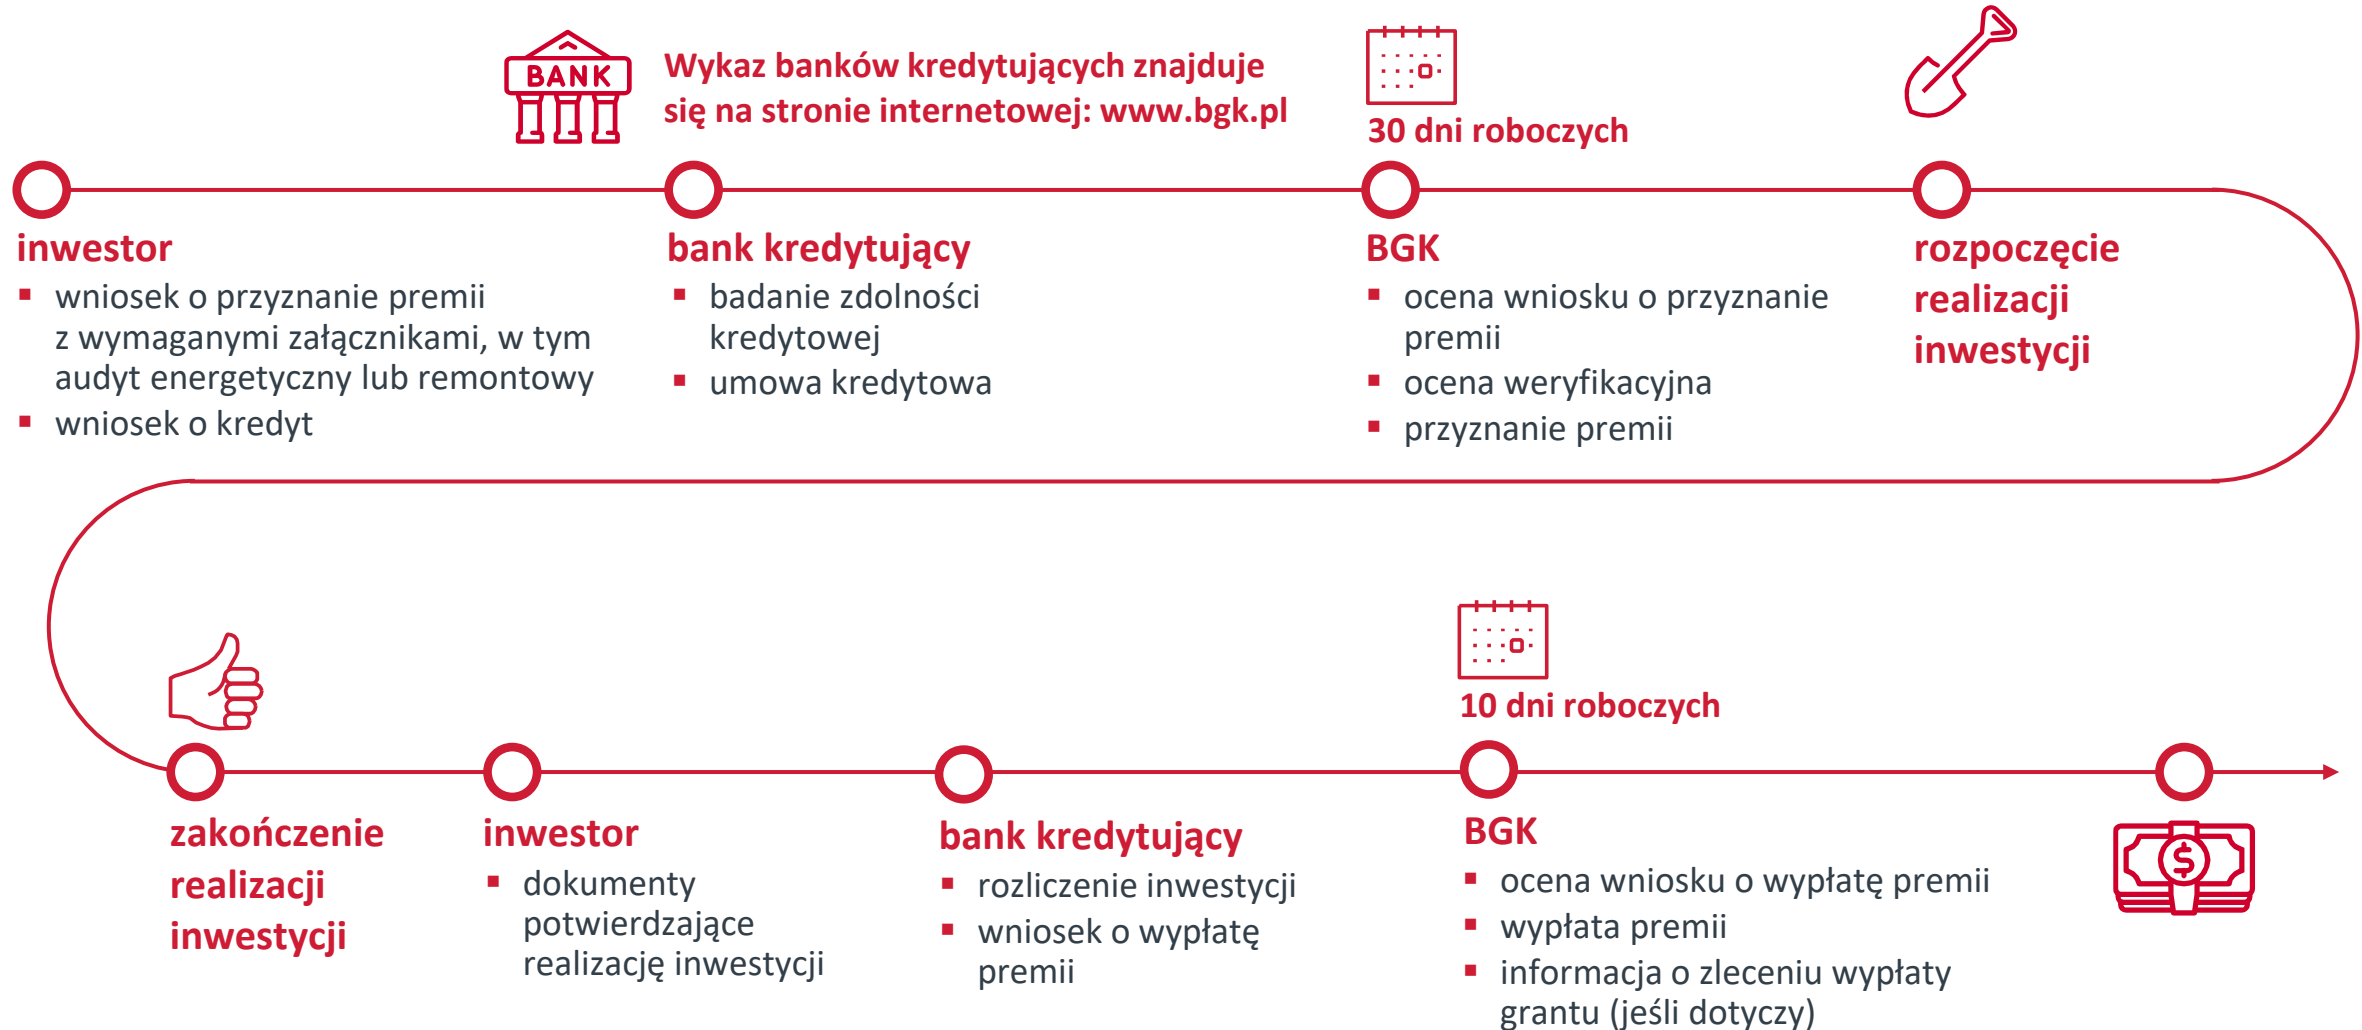 BANK
Wykaz banków kredytujących znajduje
się na stronie internetowej: www.bgk.pl
30 dni roboczych
inwestor
▪ wniosek o przyznanie premii
z wymaganymi załącznikami, w tym
audyt energetyczny lub remontowy
▪ wniosek o kredyt
bank kredytujący
▪ badanie zdolności
kredytowej
▪ umowa kredytowa
BGK
▪ ocena wniosku o przyznanie
premii
▪ ocena weryfikacyjna
▪ przyznanie premii
rozpoczęcie
realizacji
inwestycji
zakończenie
realizacji
inwestycji
inwestor
▪ dokumenty
potwierdzające
realizację inwestycji
bank kredytujący
▪ rozliczenie inwestycji
▪ wniosek o wypłatę
premii
10 dni roboczych
BGK
▪ ocena wniosku o wypłatę premii
▪ wypłata premii
▪ informacja o zleceniu wypłaty
grantu (jeśli dotyczy)
$